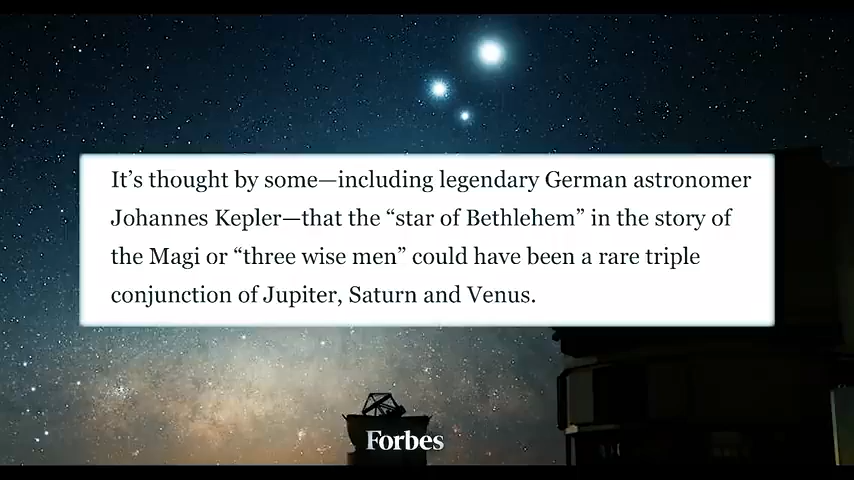 It’s thought by some—including legendary German astronomer
Johannes Kepler—that the “star of Bethlehem” in the story of
the Magi or “three wise men” could have been a rare triple
conjunction of Jupiter, Saturn and Venus.
Forbes